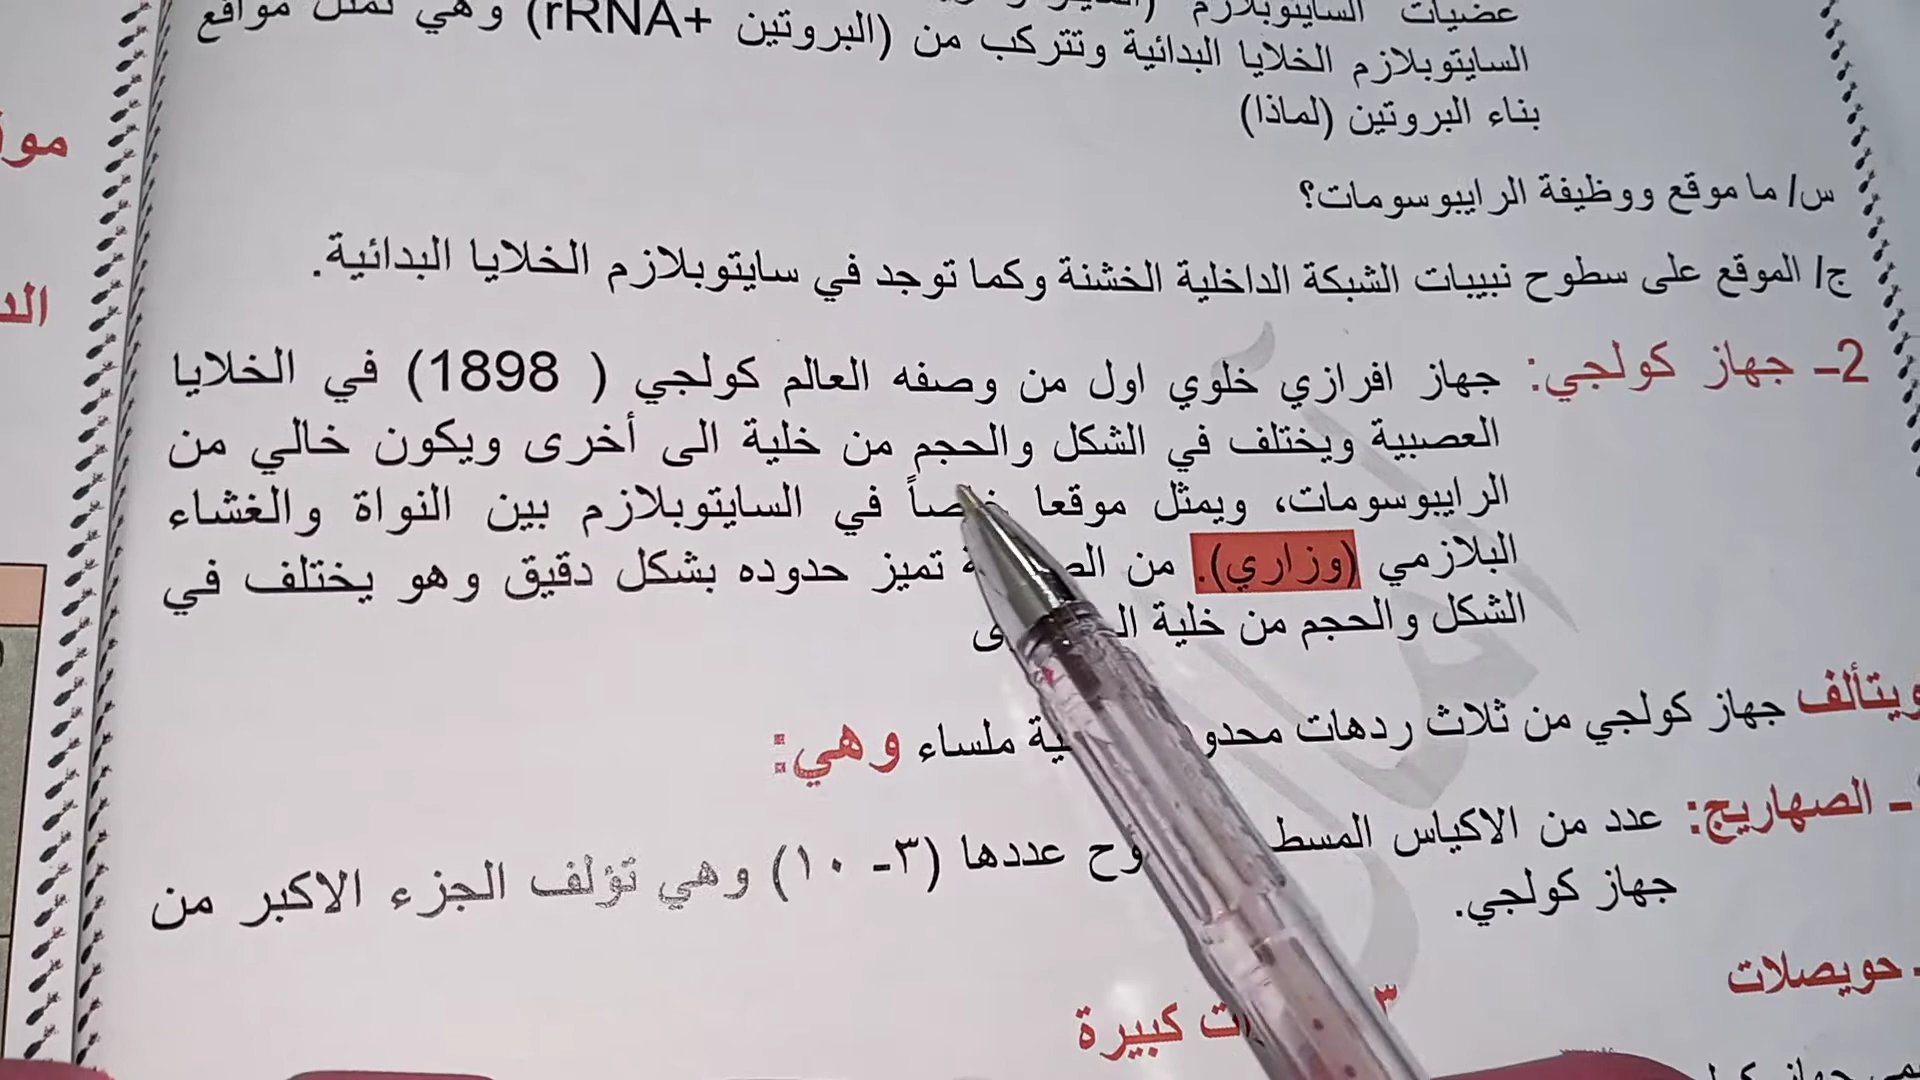 عضيات السايتوبلازم
السايتوبلازم الخلايا البدائية وتتركب من (البروتين +rRNA) وهي تمثل مواقع
بناء البروتين (لماذا)
س/ ما موقع ووظيفة الرايبوسومات؟
ج/ الموقع على سطوح نبيبات الشبكة الداخلية الخشنة وكما توجد في سايتوبلازم الخلايا البدائية.
2- جهاز كولجي: جهاز افرازي خلوي اول من وصفه العالم كولجي ( 1898) في الخلايا
العصبية ويختلف في الشكل والحجم من خلية الى أخرى ويكون خالي من
الرايبوسومات، ويمثل موقعا خاصاً في السايتوبلازم بين النواة والغشاء
البلازمي (وزاري). من تميز حدوده بشكل دقيق وهو يختلف في
الشكل والحجم من خلية
ويتألف جهاز كولجي من ثلاث ردهات ملساء وهي:
- الصهاريج: عدد من الاكياس عددها (٣- ١٠) وهي تؤلف الجزء الاكبر من
جهاز كولجي.
- حويصلات
٣ كبيرة